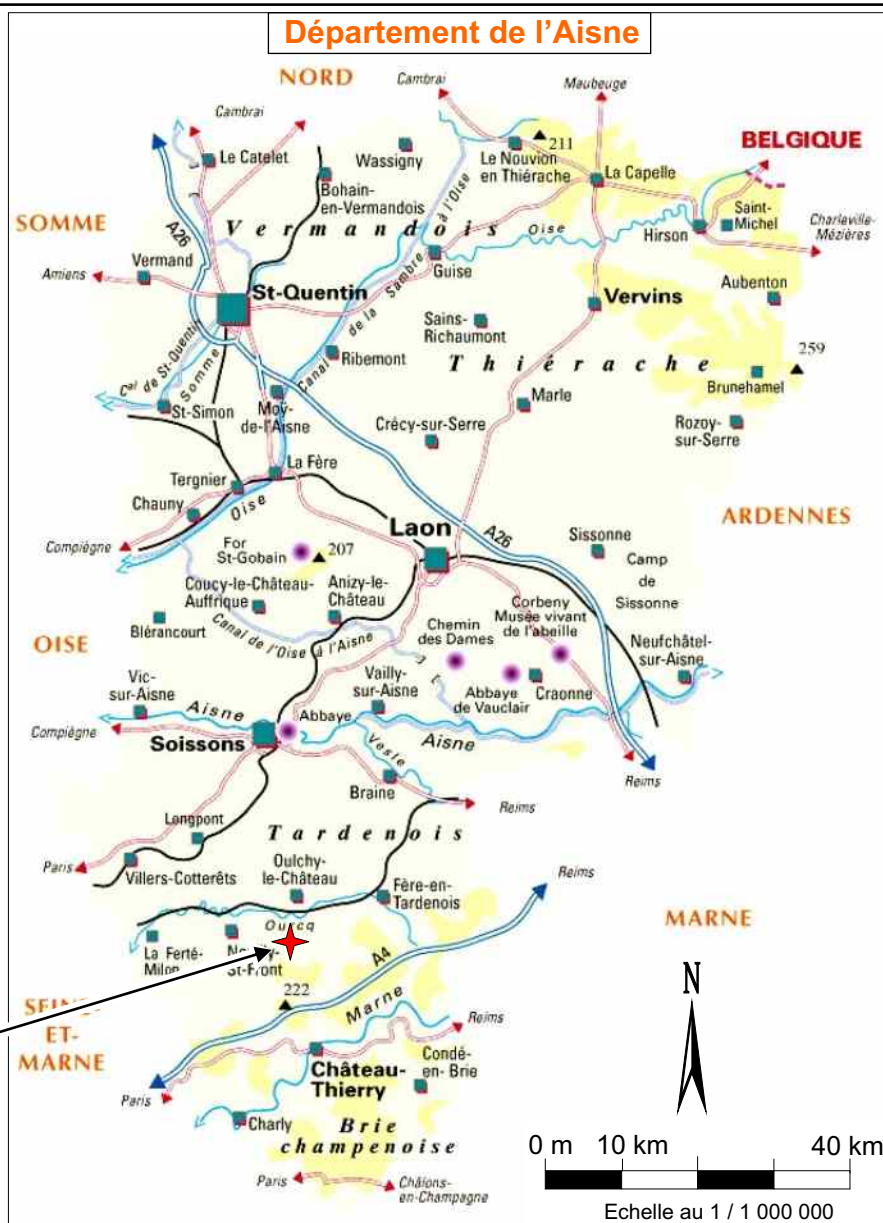 Département de l'Aisne
NORD
Cambrai
Cambrai
Maubeuge
211
BELGIQUE
Le Catelet
Wassigny
Le Nouvion
en Thiérache
La Capelle
Bohain-
en-Vermandois
SOMME
A26
Vermandois
à l'Oise
Oise
Hirson
Saint-
Michel
Charleville-
Mézières
Vermand
Amiens
Guise
St-Quentin
Vervins
Aubenton
Canal de la Sambre
Sains-
Richaumont
Cal de St-Quentin
Somme
Ribemont
Thiérache
259
Brunehamel
St-Simon
Moÿ-
de-l'Aisne
Marle
Crécy-sur-Serre
Rozoy-
sur-Serre
La Fère
Tergnier
Chauny
Oise
Laon
A26
ARDENNES
Compiègne
For
St-Gobain
207
Sissonne
Camp
de
Sissonne
Coucy-le-Château-
Auffrique
Anizy-le-
Château
Corbeny
Musée vivant
de l'abeille
Chemin
des Dames
Blérancourt
Canal de l'Oise à l'Aisne
Neufchâtel-
sur-Aisne
OISE
Vic-
sur-Aisne
Vailly-
sur-Aisne
Craonne
Abbaye
de Vauclair
Aisne
Abbaye
Compiègne
Soissons
Aisne
Vesle
Reims
Braine
Reims
Longpont
Tardenois
Paris
Villers-Cotterêts
Oulchy-
le-Château
Fère-en-
Tardenois
Reims
MARNE
Ourcq
La Ferté-
Milon
St-Front
A4
N
222
Marne
ET-
MARNE
Reims
Château-
Thierry
Condé-
en-Brie
Paris
Charly
Brie
champenoise
0 m 10 km 40 km
Paris
Châlons-
en-Champagne
Echelle au 1 / 1 000 000